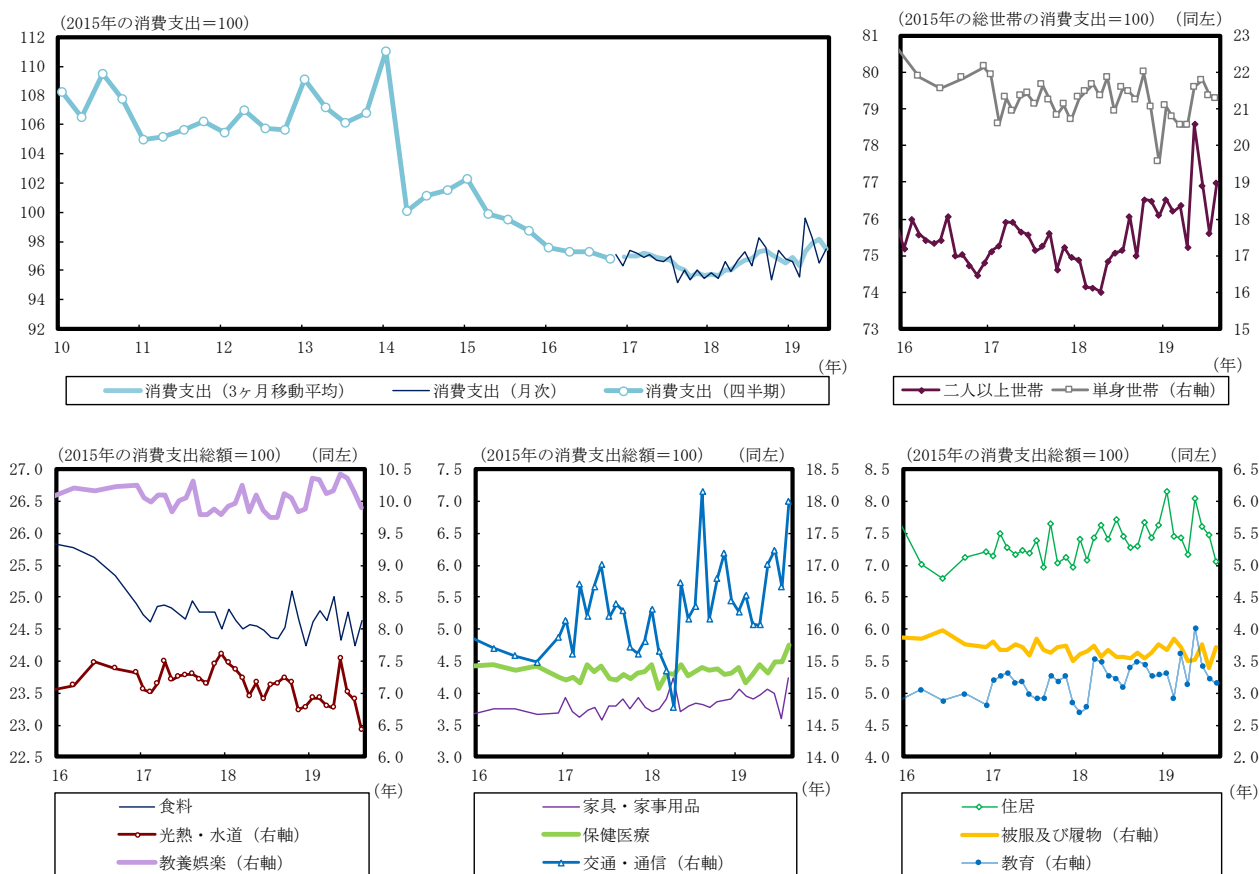 (2015年の消費支出=100)
112
110
108
106
104
102
100
98
96
94
92
10 11 12 13 14 15 16 17 18 19
(年)
消費支出(3ヶ月移動平均) 消費支出(月次) 消費支出(四半期)
(2015年の総世帯の消費支出=100) (同左)
81 23
80 22
79 21
78 20
77 19
76 18
75 17
74 16
73 15
16 17 18 19
(年)
二人以上世帯 単身世帯(右軸)
(2015年の消費支出総額=100) (同左)
27.0 10.5
26.5 10.0
26.0 9.5
25.5 9.0
25.0 8.5
24.5 8.0
24.0 7.5
23.5 7.0
23.0 6.5
22.5 6.0
16 17 18 19
(年)
食料
光熱・水道(右軸)
教養娯楽(右軸)
(2015年の消費支出総額=100) (同左)
7.5 18.5
7.0 18.0
6.5 17.5
6.0 17.0
5.5 16.5
5.0 16.0
4.5 15.5
4.0 15.0
3.5 14.5
3.0 14.0
16 17 18 19
(年)
家具・家事用品
保健医療
交通・通信(右軸)
(2015年の消費支出総額=100) (同左)
8.5 6.5
8.0 6.0
7.5 5.5
7.0 5.0
6.5 4.5
6.0 4.0
5.5 3.5
5.0 3.0
4.5 2.5
4.0 2.0
16 17 18 19
(年)
住居
被服及び履物(右軸)
教育(右軸)